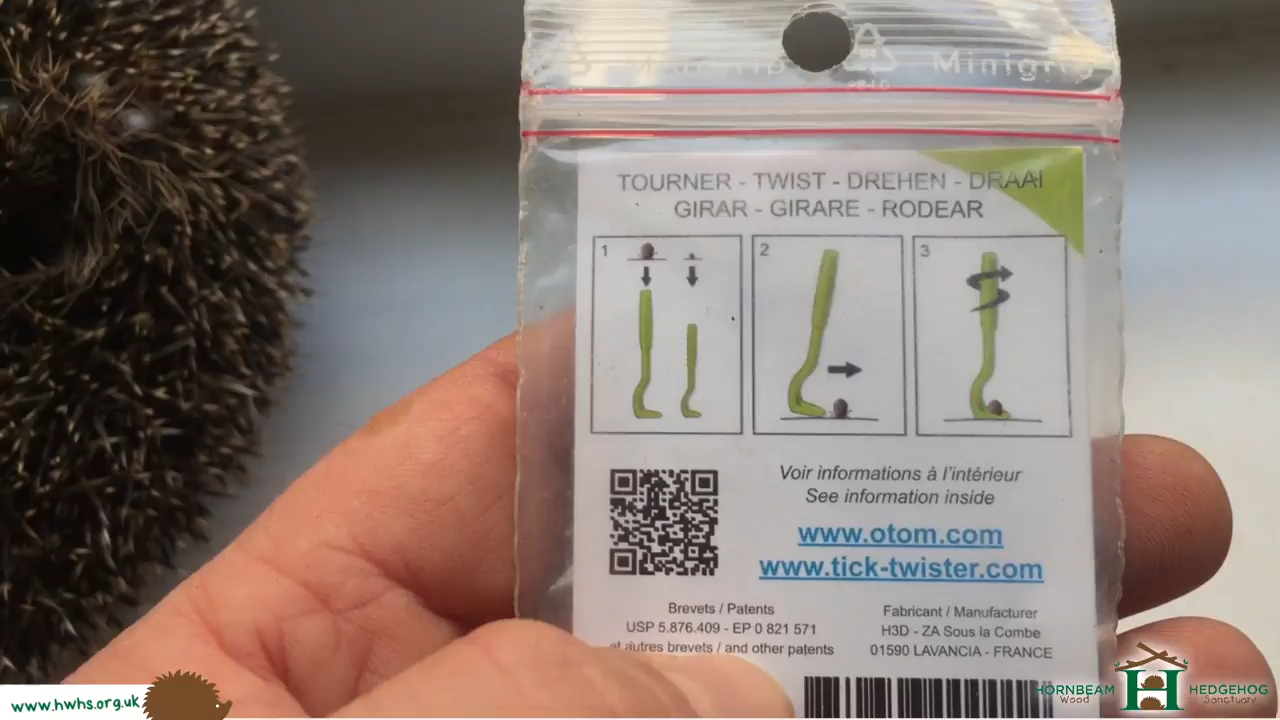 Minigrip
TOURNER - TWIST - DREHEN - DRAAI
GIRAR - GIRARE - RODEAR
1
2
3
Voir informations à l'intérieur
See information inside
www.otom.com
www.tick-twister.com
Brevets / Patents
USP 5.876.409 - EP 0 821 571
et autres brevets / and other patents
Fabricant / Manufacturer
H3D - ZA Sous la Combe
01590 LAVANCIA - FRANCE
www.hwhs.org.uk
HORNBEAM
Wood
H
HEDGEHOG
Sanctuary